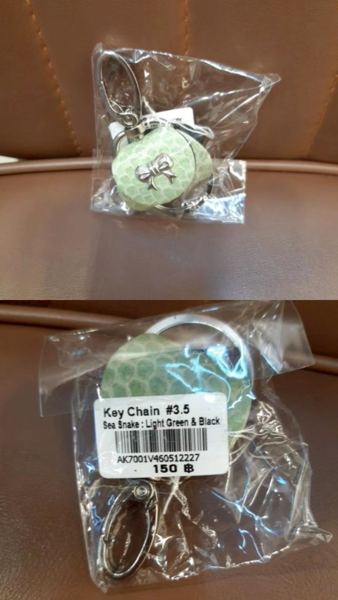 Key Chain #3.5
Sea Snake : Light Green & Black
AK7001V460512227
150 ฿